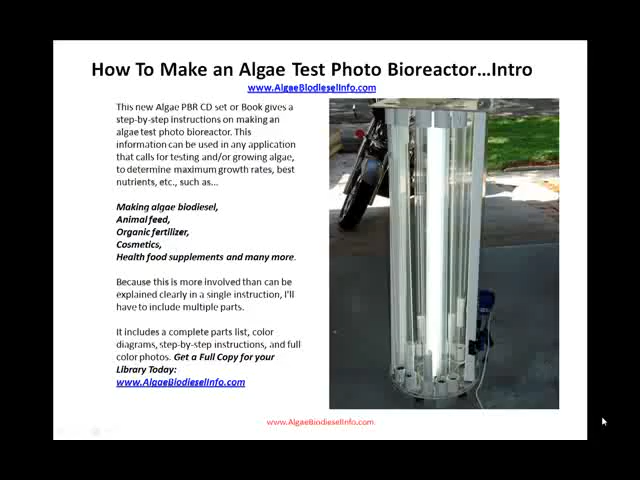 How To Make an Algae Test Photo Bioreactor...Intro
www.AlgaeBiodieselInfo.com
This new Algae PBR CD set or Book gives a
step-by-step instructions on making an
algae test photo bioreactor. This
information can be used in any application
that calls for testing and/or growing algae,
to determine maximum growth rates, best
nutrients, etc., such as...
Making algae biodiesel,
Animal feed,
Organic fertilizer,
Cosmetics,
Health food supplements and many more.
Because this is more involved than can be
explained clearly in a single instruction, I'll
have to include multiple parts.
It includes a complete parts list, color
diagrams, step-by-step instructions, and full
color photos. Get a Full Copy for your
Library Today:
www.AlgaeBiodieselInfo.com
www.AlgaeBiodieselInfo.com